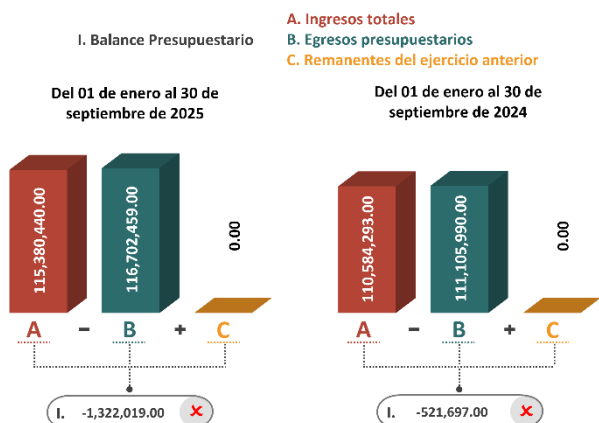 I. Balance Presupuestario
A. Ingresos totales
B. Egresos presupuestarios
C. Remanentes del ejercicio anterior
Del 01 de enero al 30 de
septiembre de 2025
115,380,440.00
116,702,459.00
0.00
A – B + C
I. -1,322,019.00 ✘
Del 01 de enero al 30 de
septiembre de 2024
110,584,293.00
111,105,990.00
0.00
A – B + C
I. -521,697.00 ✘